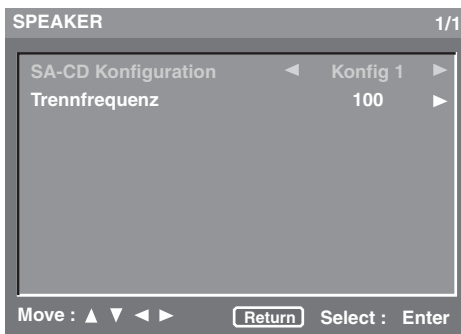 SPEAKER 1/1
SA-CD Konfiguration ◀ Konfig 1 ▶
Trennfrequenz 100 ▶
Move : ▲ ▼ ◀ ▶ Return Select : Enter